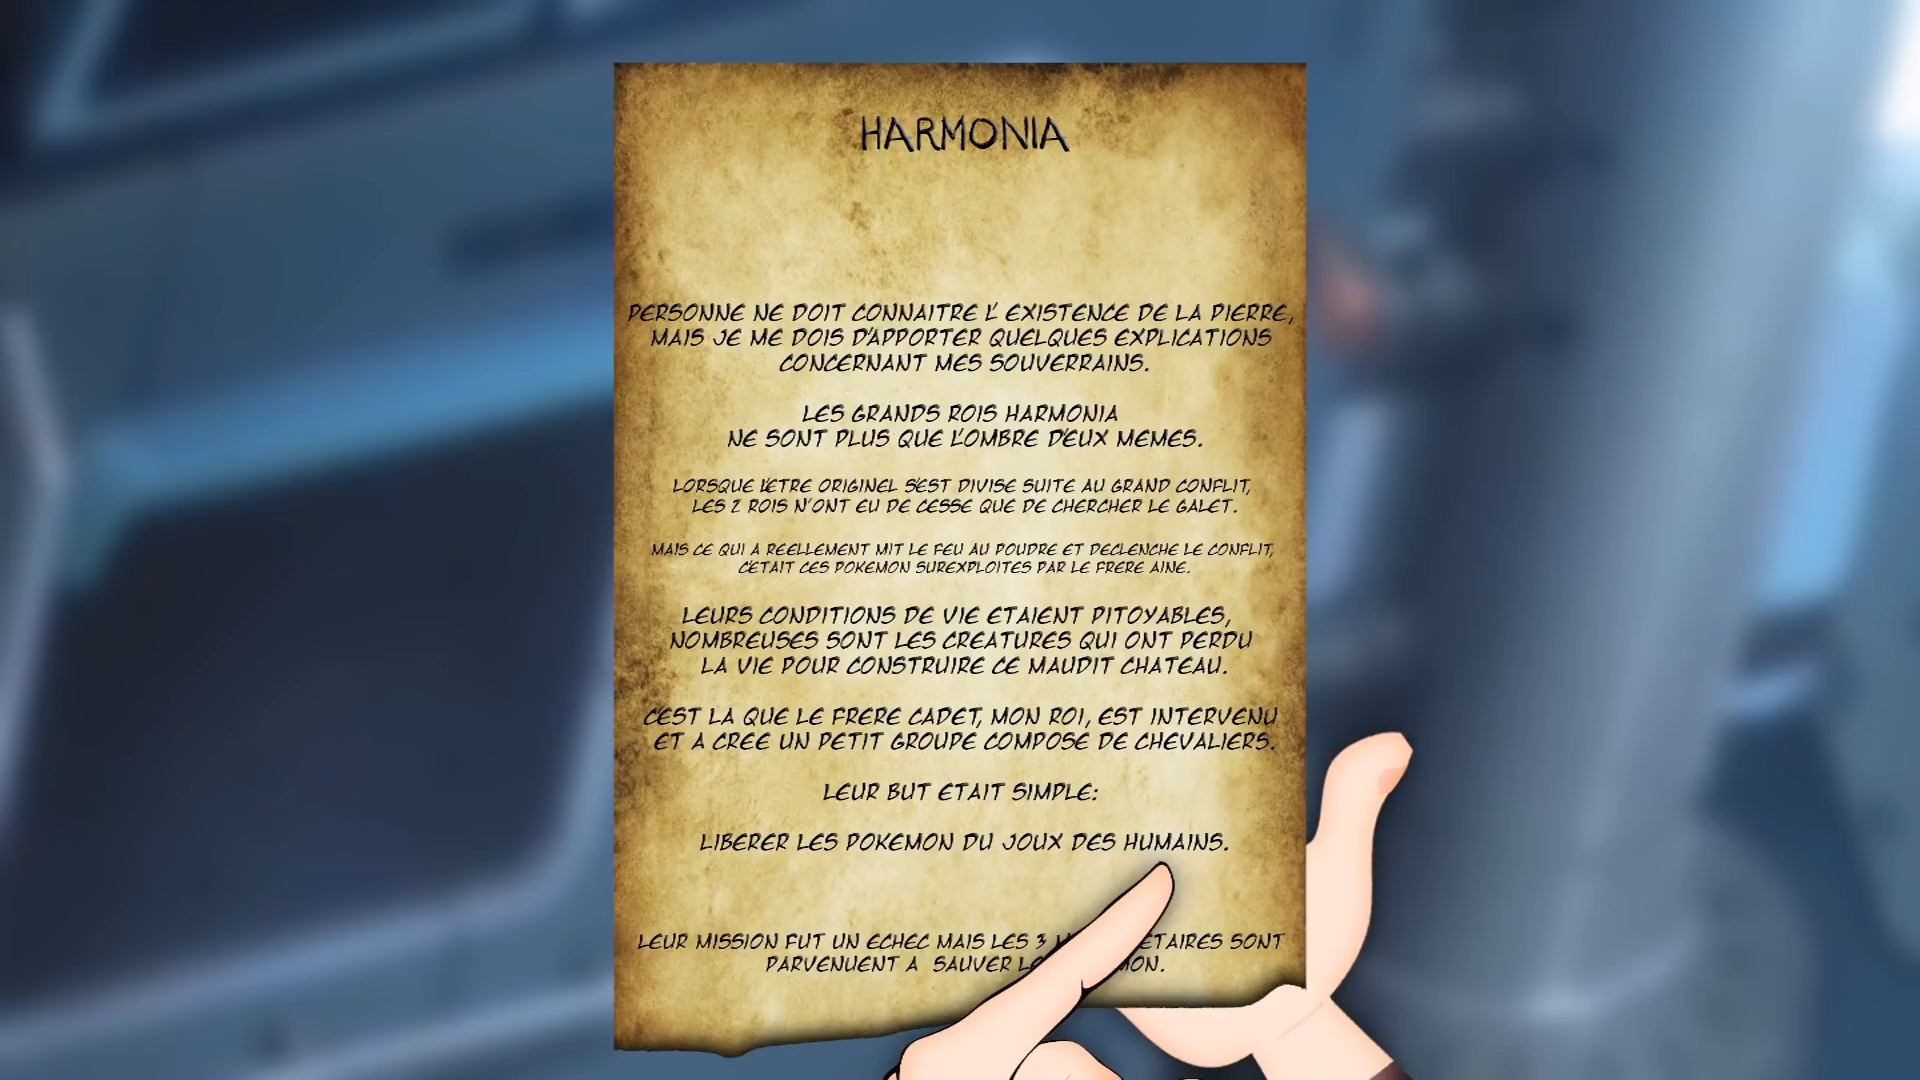 HARMONIA
PERSONNE NE DOIT CONNAITRE L' EXISTENCE DE LA PIERRE,
MAIS JE ME DOIS D'APPORTER QUELQUES EXPLICATIONS
CONCERNANT MES SOUVERRAINS.
LES GRANDS ROIS HARMONIA
NE SONT PLUS QUE L'OMBRE D'EUX MEMES.
LORSQUE L'ETRE ORIGINEL S'EST DIVISE SUITE AU GRAND CONFLIT,
LES 2 ROIS N'ONT EU DE CESSE QUE DE CHERCHER LE GALET.
MAIS CE QUI A REELLEMENT MIT LE FEU AU POUDRE ET DECLENCHE LE CONFLIT,
C'ETAIT CES POKEMON SUREXPLOITES PAR LE FRERE AINE.
LEURS CONDITIONS DE VIE ETAIENT PITOYABLES,
NOMBREUSES SONT LES CREATURES QUI ONT PERDU
LA VIE POUR CONSTRUIRE CE MAUDIT CHATEAU.
C'EST LA QUE LE FRERE CADET, MON ROI, EST INTERVENU
ET A CREE UN PETIT GROUPE COMPOSE DE CHEVALIERS.
LEUR BUT ETAIT SIMPLE:
LIBERER LES POKEMON DU JOUX DES HUMAINS.
LEUR MISSION FUT UN ECHEC MAIS LES 3 SONT
PARVENUENT A SAUVER